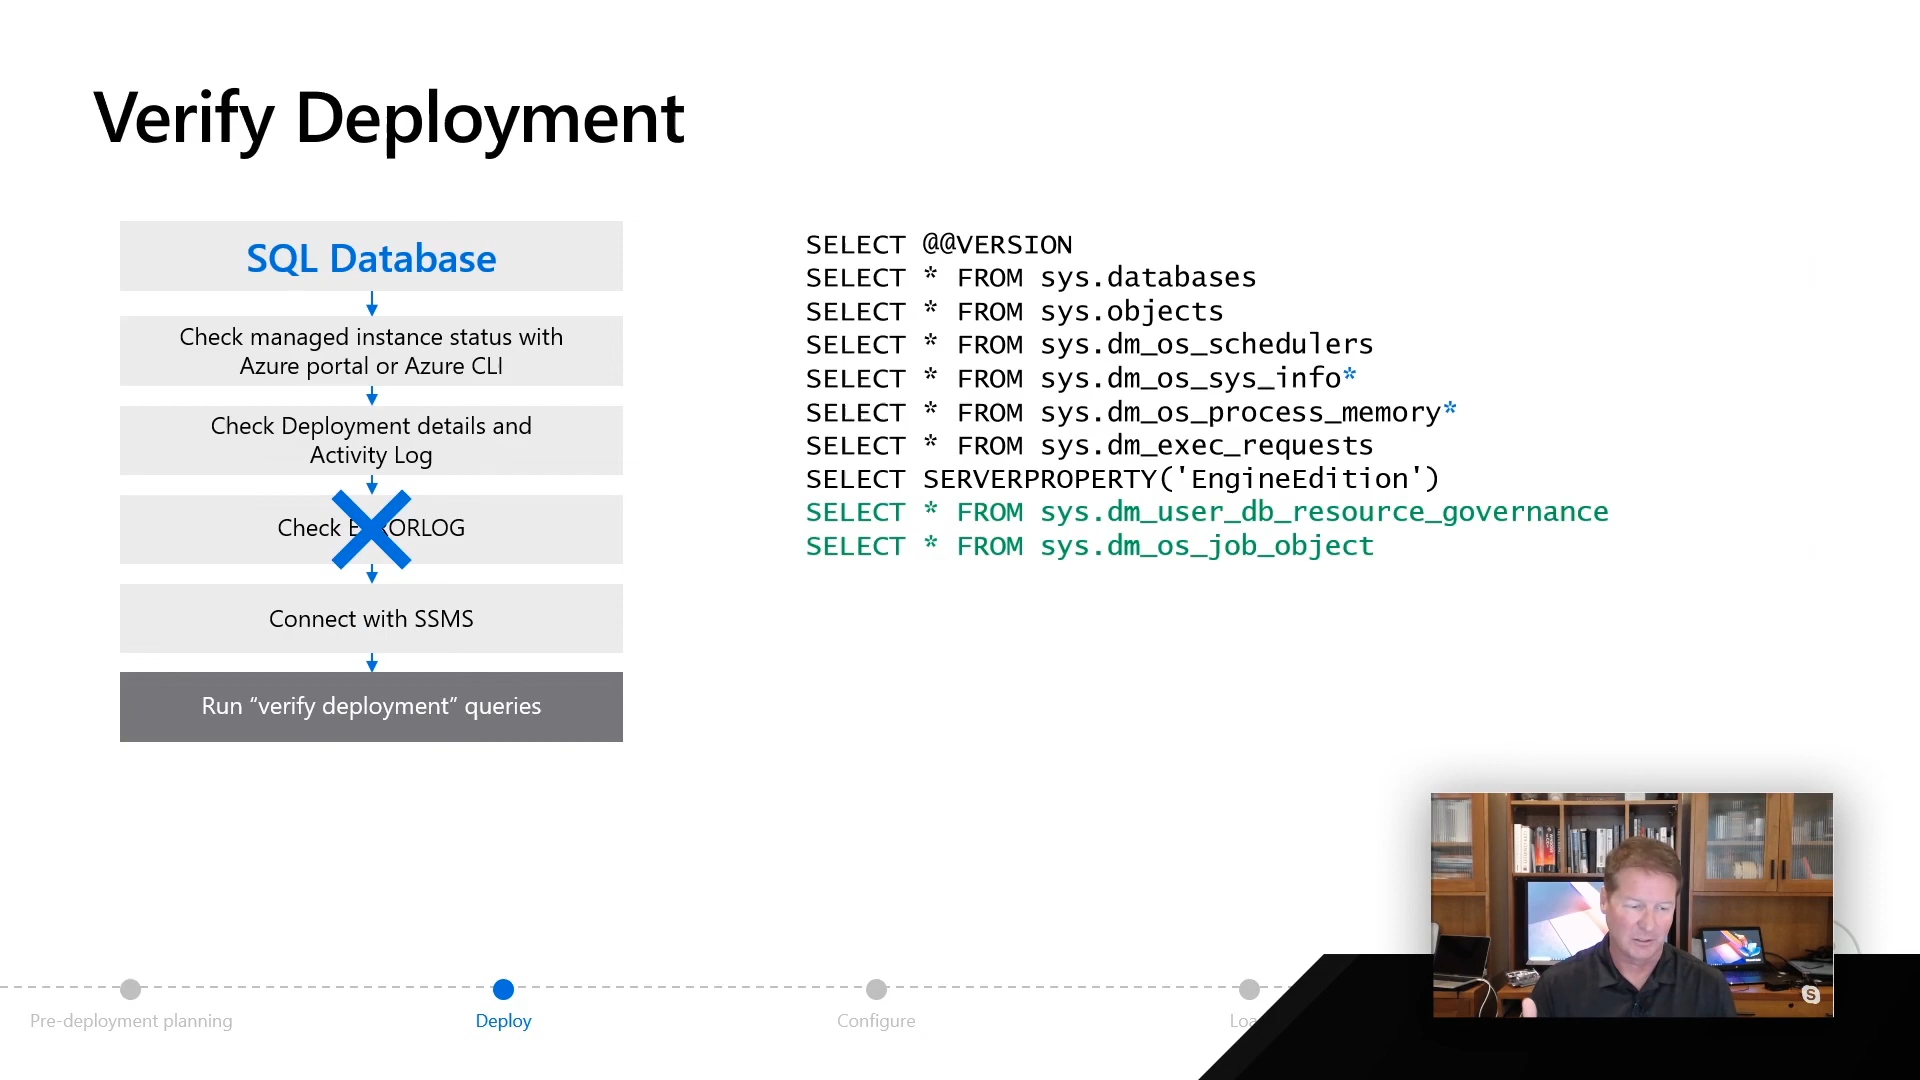 Verify Deployment
SQL Database
Check managed instance status with
Azure portal or Azure CLI
Check Deployment details and
Activity Log
Check ERRORLOG
Connect with SSMS
Run “verify deployment” queries
SELECT @@VERSION
SELECT * FROM sys.databases
SELECT * FROM sys.objects
SELECT * FROM sys.dm_os_schedulers
SELECT * FROM sys.dm_os_sys_info*
SELECT * FROM sys.dm_os_process_memory*
SELECT * FROM sys.dm_exec_requests
SELECT SERVERPROPERTY('EngineEdition')
SELECT * FROM sys.dm_user_db_resource_governance
SELECT * FROM sys.dm_os_job_object
Pre-deployment planning
Deploy
Configure
Loa
S